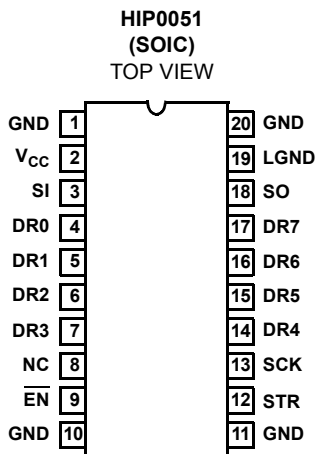 HIP0051
(SOIC)
TOP VIEW
GND 1 20 GND
VCC 2 19 LGND
SI 3 18 SO
DR0 4 17 DR7
DR1 5 16 DR6
DR2 6 15 DR5
DR3 7 14 DR4
NC 8 13 SCK
EN 9 12 STR
GND 10 11 GND